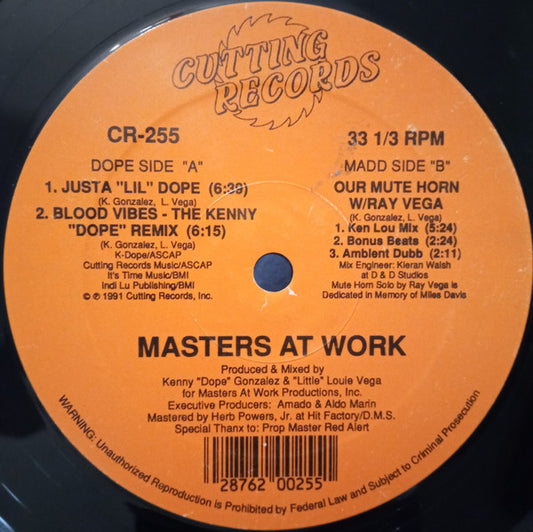 CUTTING
RECORDS
CR-255
33 1/3 RPM
DOPE SIDE "A"
1. JUSTA "LIL" DOPE (6:39)
(K. Gonzalez, L. Vega)
2. BLOOD VIBES - THE KENNY
"DOPE" REMIX (6:15)
(K. Gonzalez, L. Vega)
K-Dope/ASCAP
Cutting Records Music/ASCAP
It's Time Music/BMI
Indi Lu Publishing/BMI
© ℗ 1991 Cutting Records, Inc.
MADD SIDE "B"
OUR MUTE HORN
W/RAY VEGA
(K. Gonzalez, L. Vega)
1. Ken Lou Mix (5:24)
2. Bonus Beats (2:24)
3. Ambient Dubb (2:11)
Mix Engineer: Kieran Walsh
at D & D Studios
Mute Horn Solo by Ray Vega is
Dedicated in Memory of Miles Davis
MASTERS AT WORK
Produced & Mixed by
Kenny "Dope" Gonzalez & "Little" Louie Vega
for Masters At Work Productions, Inc.
Executive Producers: Amado & Aldo Marin
Mastered by Herb Powers, Jr. at Hit Factory/D.M.S.
Special Thanx to: Prop Master Red Alert
28762 00255
WARNING: Unauthorized Reproduction is Prohibited by Federal Law and Subject to Criminal Prosecution